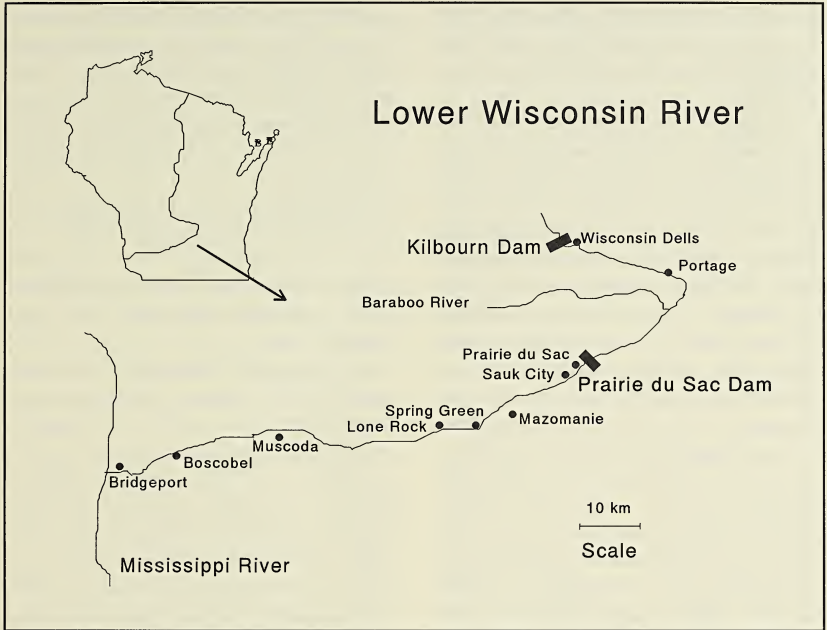 Lower Wisconsin River
Kilbourn Dam
Wisconsin Dells
Portage
Baraboo River
Prairie du Sac
Sauk City
Prairie du Sac Dam
Spring Green
Lone Rock
Mazomanie
Muscoda
Boscobel
Bridgeport
10 km
Scale
Mississippi River